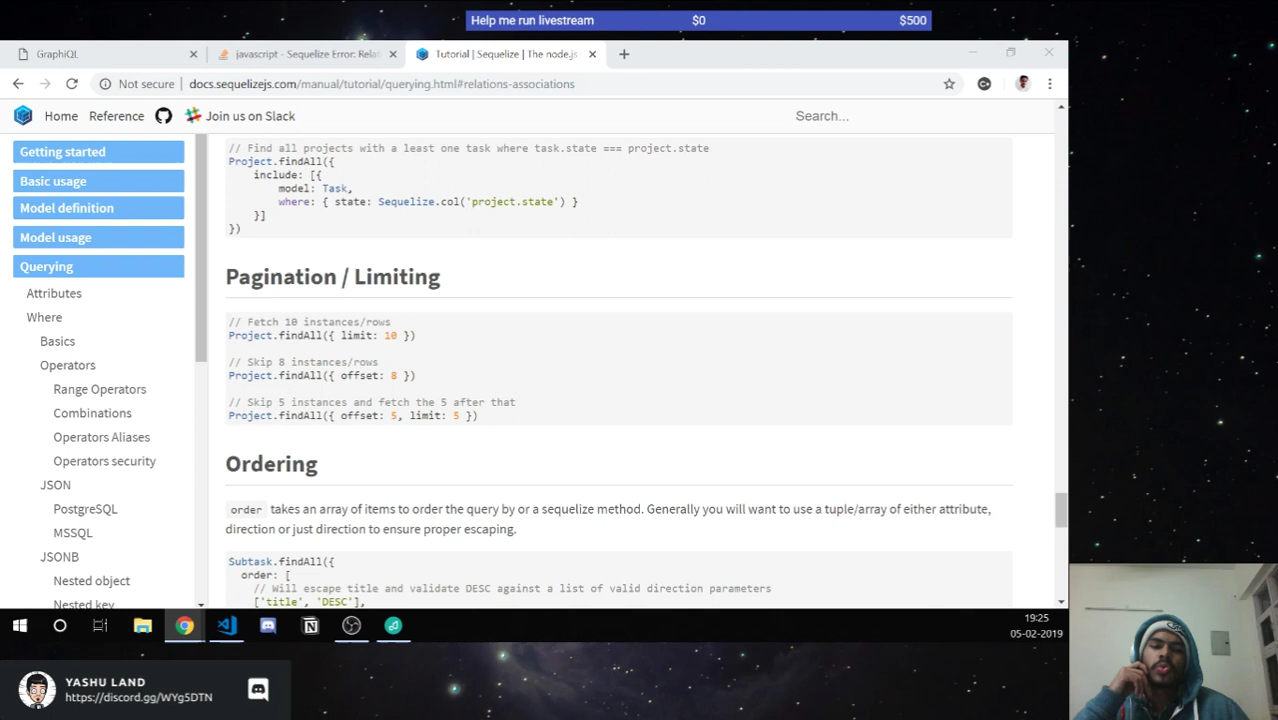 Help me run livestream $0 $500
GraphiQL
javascript - Sequelize Error: Rela
Tutorial | Sequelize | The node.js
Not secure
docs.sequelizejs.com/manual/tutorial/querying.html#relations-associations
Home
Reference
Join us on Slack
Search...
Getting started
Basic usage
Model definition
Model usage
Querying
Attributes
Where
Basics
Operators
Range Operators
Combinations
Operators Aliases
Operators security
JSON
PostgreSQL
MSSQL
JSONB
Nested object
Nested key
// Find all projects with a least one task where task.state === project.state
Project.findAll({
include: [{
model: Task,
where: { state: Sequelize.col('project.state') }
}]
})
Pagination / Limiting
// Fetch 10 instances/rows
Project.findAll({ limit: 10 })
// Skip 8 instances/rows
Project.findAll({ offset: 8 })
// Skip 5 instances and fetch the 5 after that
Project.findAll({ offset: 5, limit: 5 })
Ordering
order takes an array of items to order the query by or a sequelize method. Generally you will want to use a tuple/array of either attribute,
direction or just direction to ensure proper escaping.
Subtask.findAll({
order: [
// Will escape title and validate DESC against a list of valid direction parameters
['title', 'DESC'],
19:25
05-02-2019
YASHU LAND
https://discord.gg/WYg5DTN